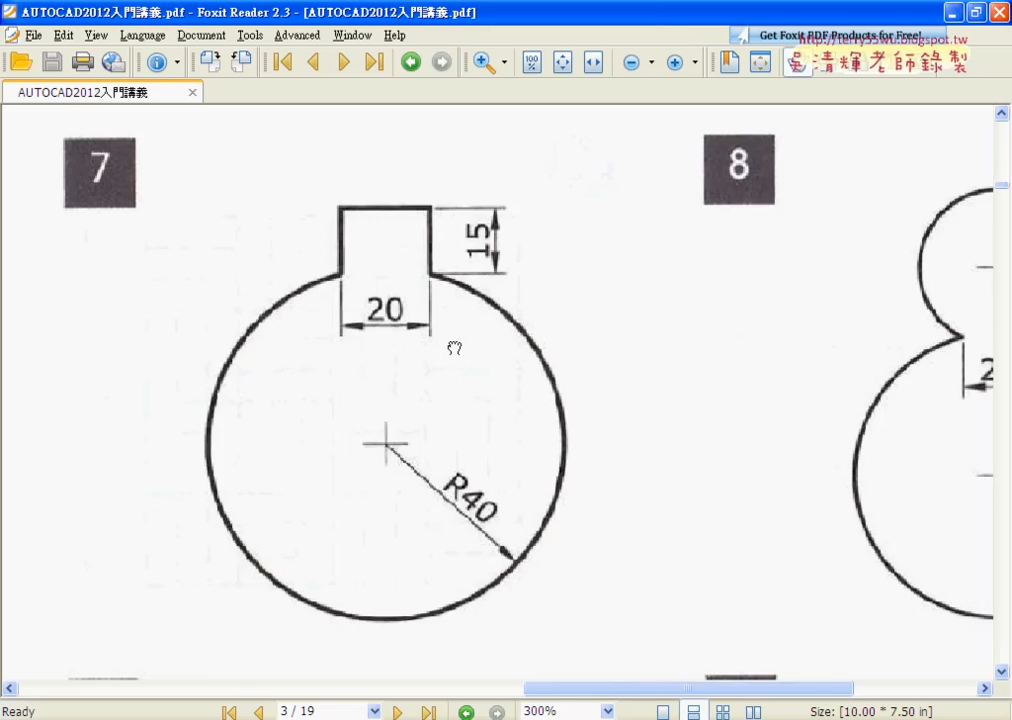 AUTOCAD2012入門講義.pdf - Foxit Reader 2.3 - [AUTOCAD2012入門講義.pdf]
File Edit View Language Document Tools Advanced Window Help
Get Foxit PDF Products for Free!
http://terry55wu.blogspot.tw
吳清輝老師錄製
AUTOCAD2012入門講義
7
8
15
20
2
R40
Ready
3 / 19
300%
Size: [10.00 * 7.50 in]